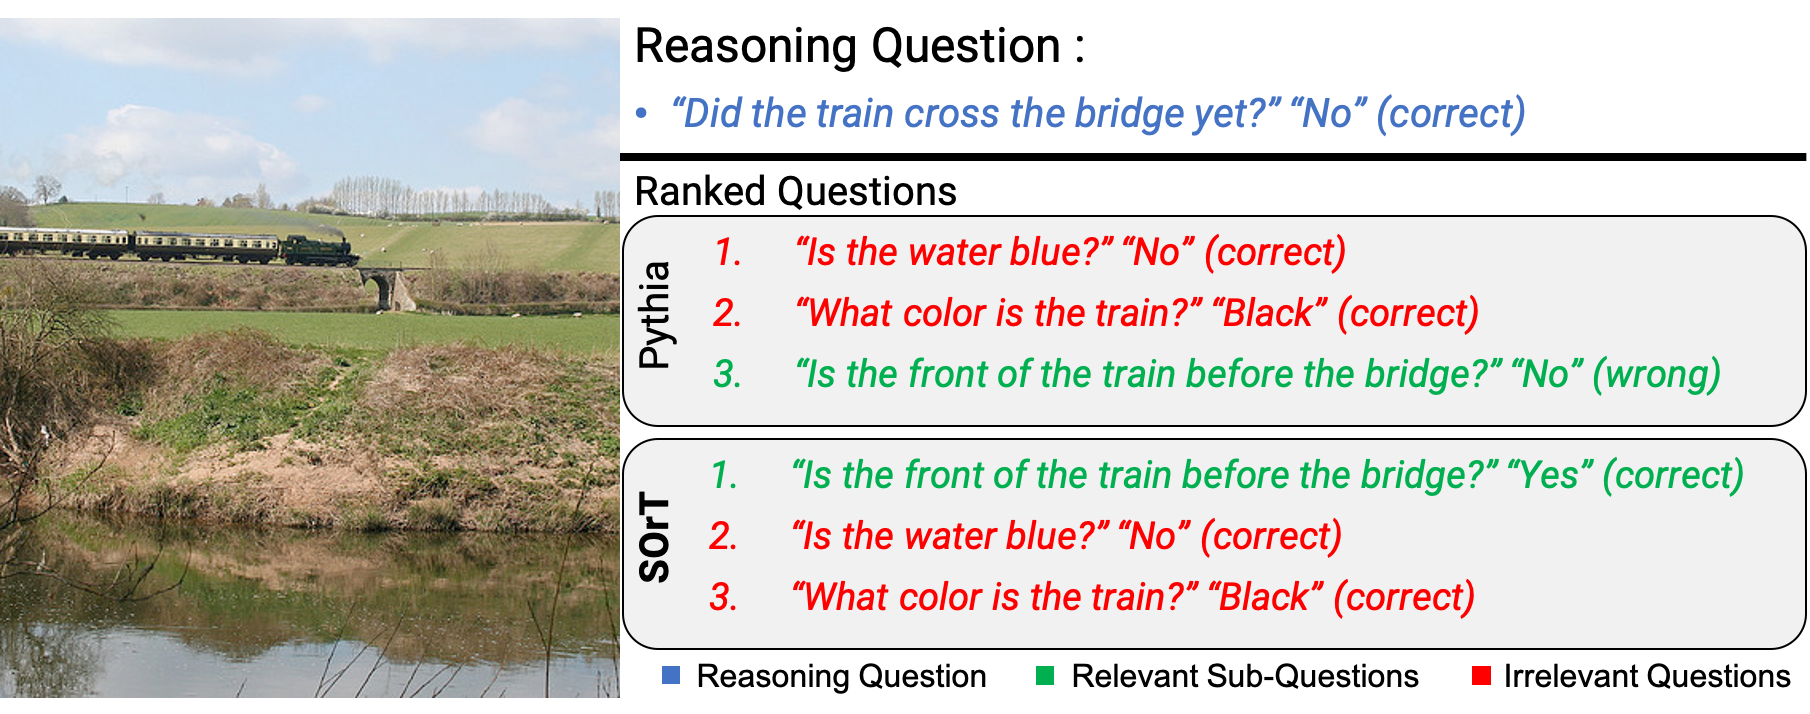 Reasoning Question :
• “Did the train cross the bridge yet?” “No” (correct)
Ranked Questions
Pythia
1. “Is the water blue?” “No” (correct)
2. “What color is the train?” “Black” (correct)
3. “Is the front of the train before the bridge?” “No” (wrong)
SOrT
1. “Is the front of the train before the bridge?” “Yes” (correct)
2. “Is the water blue?” “No” (correct)
3. “What color is the train?” “Black” (correct)
Reasoning Question Relevant Sub-Questions Irrelevant Questions